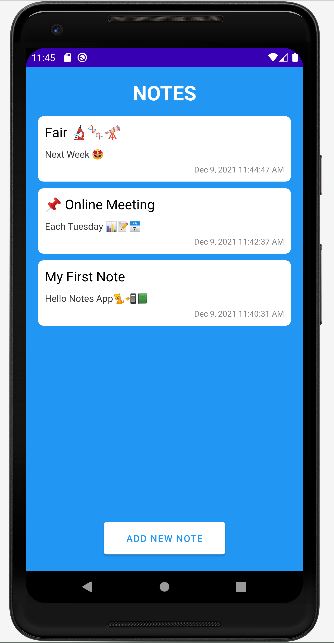 11:45
NOTES
Fair 🔬🧬🔭
Next Week 🤩
Dec 9, 2021 11:44:47 AM
📌 Online Meeting
Each Tuesday 📊📝📅
Dec 9, 2021 11:42:37 AM
My First Note
Hello Notes App🐈📲📗
Dec 9, 2021 11:40:31 AM
ADD NEW NOTE